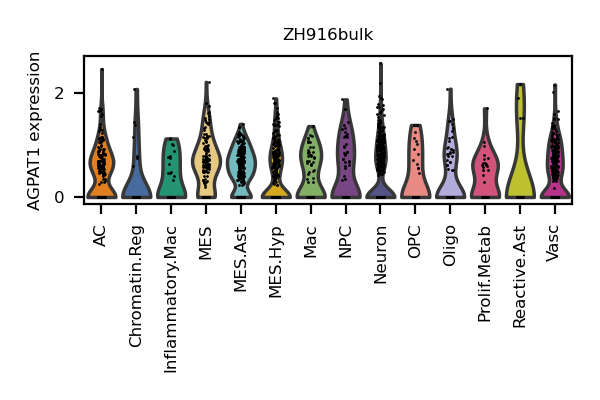 ZH916bulk
AGPAT1 expression
2
0
AC
Chromatin.Reg
Inflammatory.Mac
MES
MES.Ast
MES.Hyp
Mac
NPC
Neuron
OPC
Oligo
Prolif.Metab
Reactive.Ast
Vasc